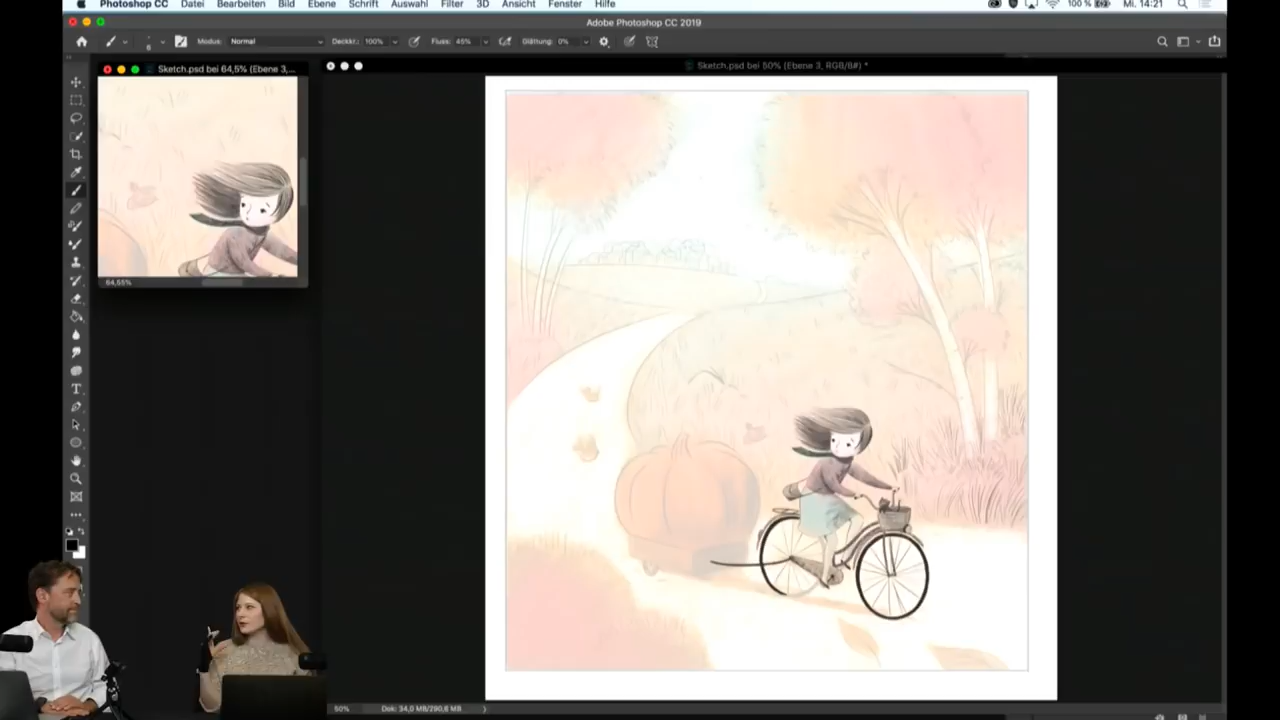 Photoshop CC Datei Bearbeiten Bild Ebene Schrift Auswahl Filter 3D Ansicht Fenster Hilfe 100 % Mi. 14:21
Adobe Photoshop CC 2019
6 Modus: Normal Deckkr.: 100% Fluss: 45% Glättung: 0%
Sketch.psd bei 64,5% (Ebene 3,...
Sketch.psd bei 50% (Ebene 3, RGB/8#) *
64,55%
50% Dok: 34,0 MB/290,6 MB